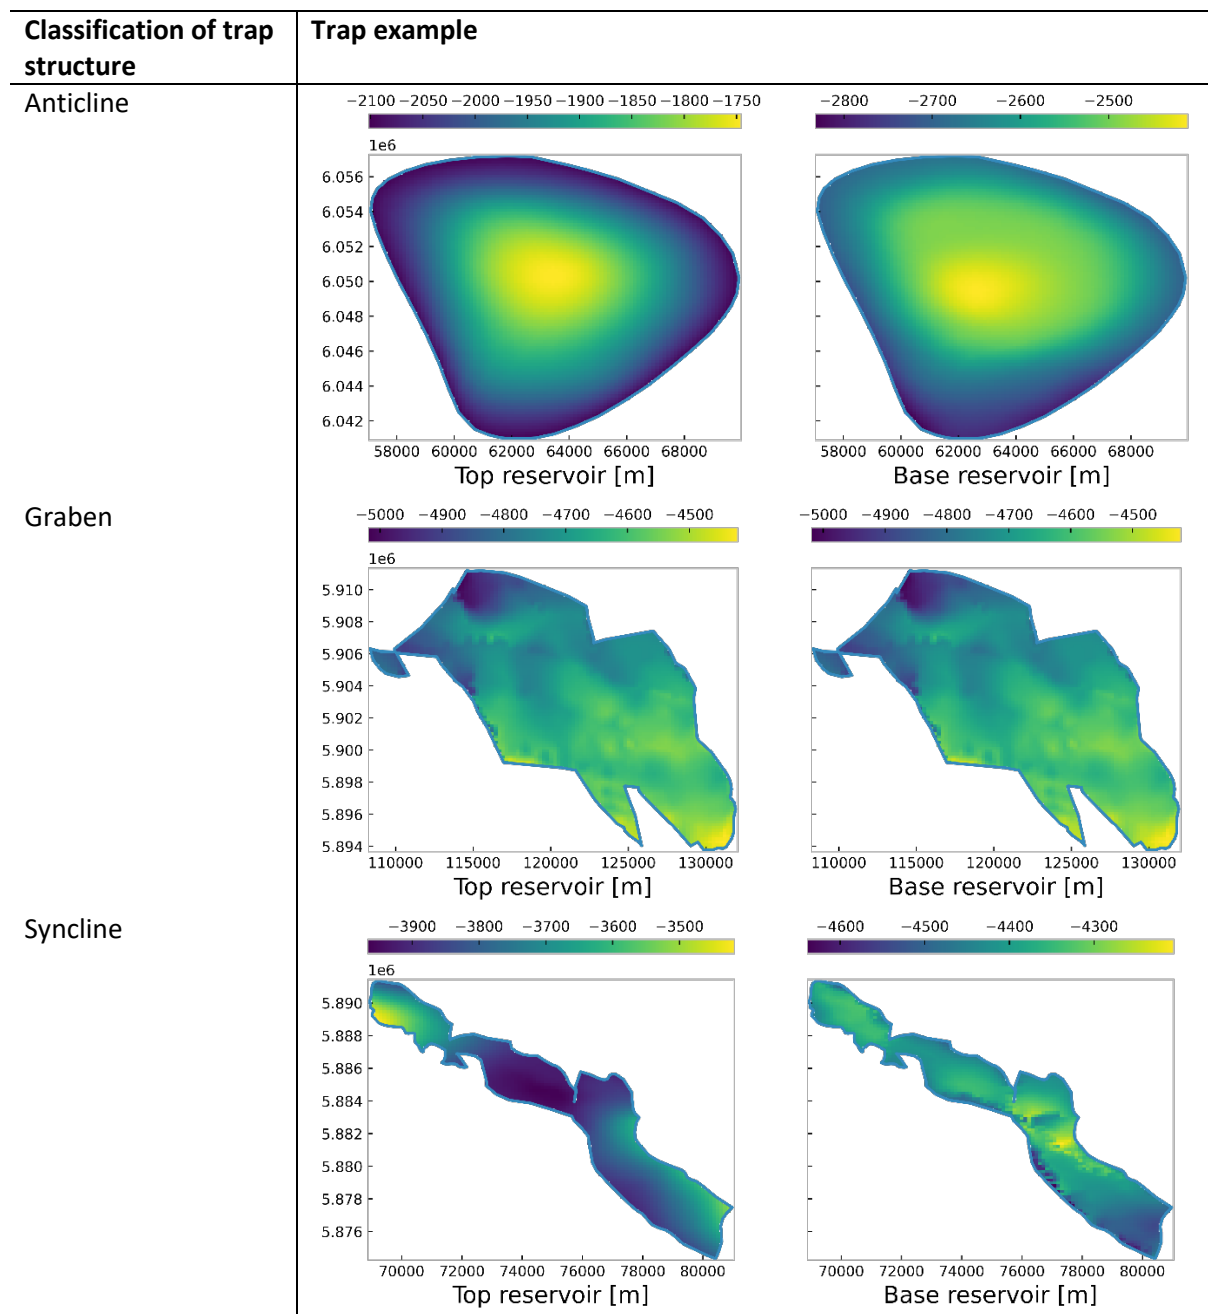 Classification of trap structure
Trap example
Anticline
−2100 −2050 −2000 −1950 −1900 −1850 −1800 −1750
1e6
6.056
6.054
6.052
6.050
6.048
6.046
6.044
6.042
58000 60000 62000 64000 66000 68000
Top reservoir [m]
−2800 −2700 −2600 −2500
58000 60000 62000 64000 66000 68000
Base reservoir [m]
Graben
−5000 −4900 −4800 −4700 −4600 −4500
1e6
5.910
5.908
5.906
5.904
5.902
5.900
5.898
5.896
5.894
110000 115000 120000 125000 130000
Top reservoir [m]
−5000 −4900 −4800 −4700 −4600 −4500
110000 115000 120000 125000 130000
Base reservoir [m]
Syncline
−3900 −3800 −3700 −3600 −3500
1e6
5.890
5.888
5.886
5.884
5.882
5.880
5.878
5.876
70000 72000 74000 76000 78000 80000
Top reservoir [m]
−4600 −4500 −4400 −4300
70000 72000 74000 76000 78000 80000
Base reservoir [m]